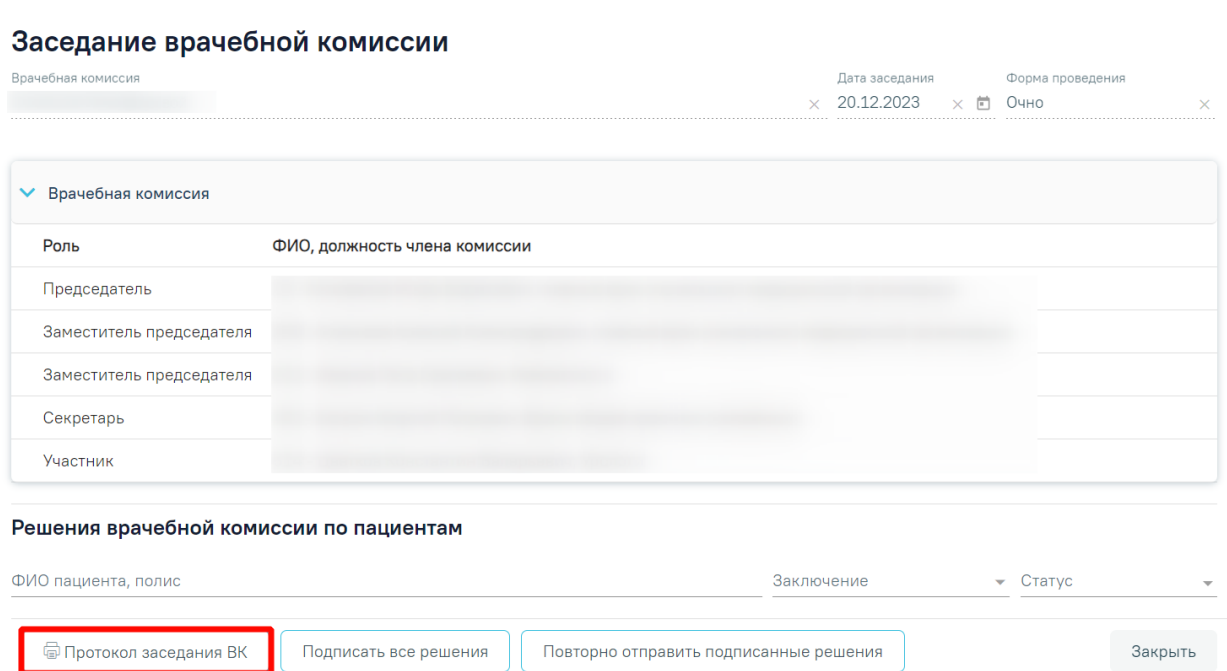 Заседание врачебной комиссии
Врачебная комиссия Дата заседания Форма проведения
20.12.2023 Очно
Врачебная комиссия
Роль ФИО, должность члена комиссии
Председатель
Заместитель председателя
Заместитель председателя
Секретарь
Участник
Решения врачебной комиссии по пациентам
ФИО пациента, полис Заключение Статус
Протокол заседания ВК Подписать все решения Повторно отправить подписанные решения Закрыть